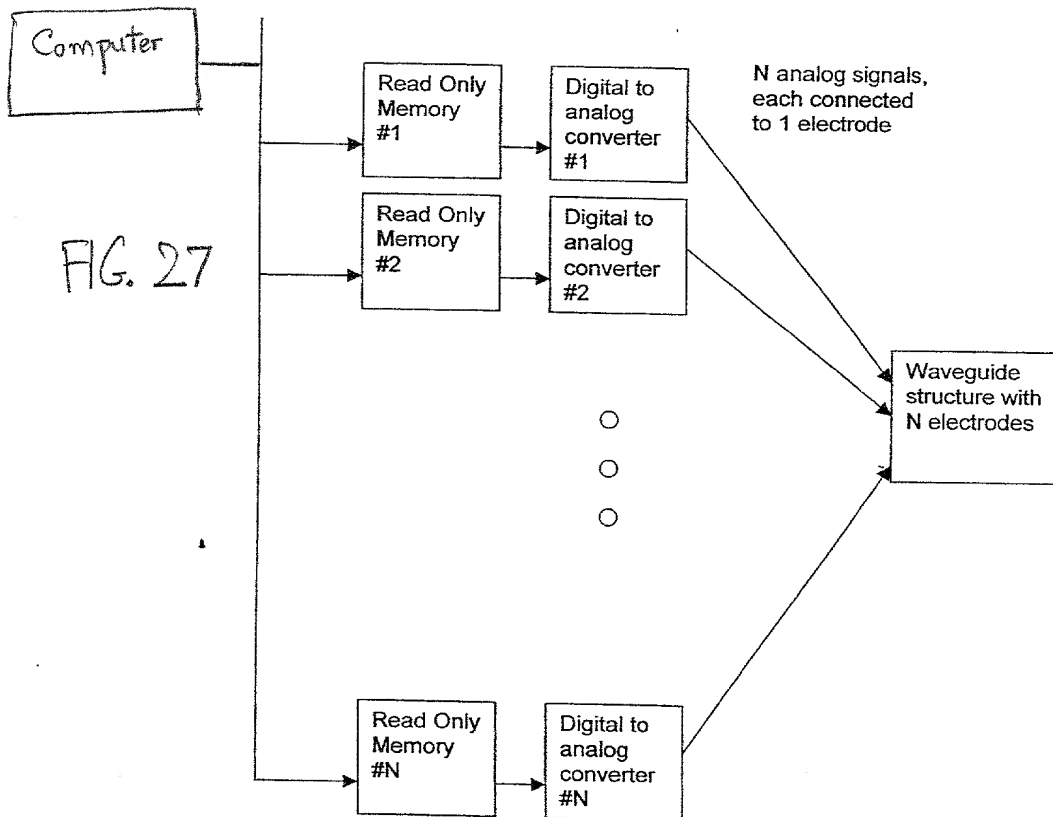 Computer
Read Only
Memory
#1
Digital to
analog
converter
#1
N analog signals,
each connected
to 1 electrode
FIG. 27
Read Only
Memory
#2
Digital to
analog
converter
#2
Waveguide
structure with
N electrodes
Read Only
Memory
#N
Digital to
analog
converter
#N